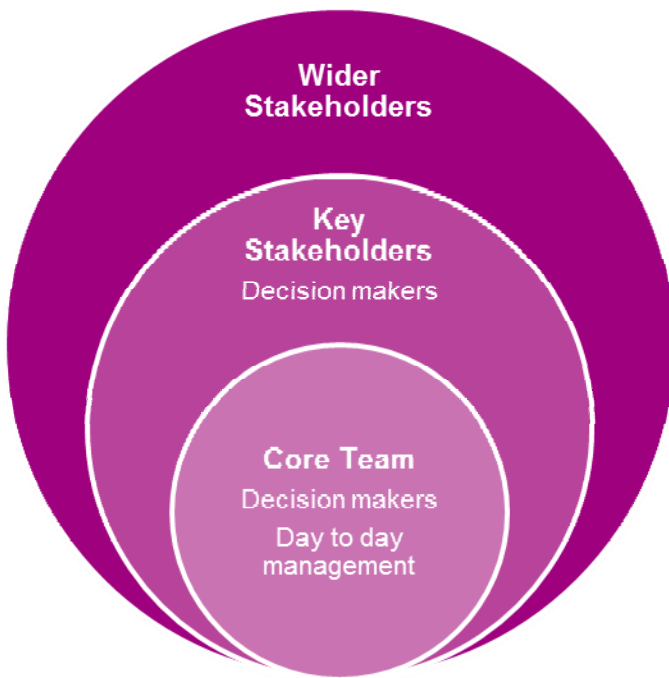 Wider
Stakeholders
Key
Stakeholders
Decision makers
Core Team
Decision makers
Day to day
management